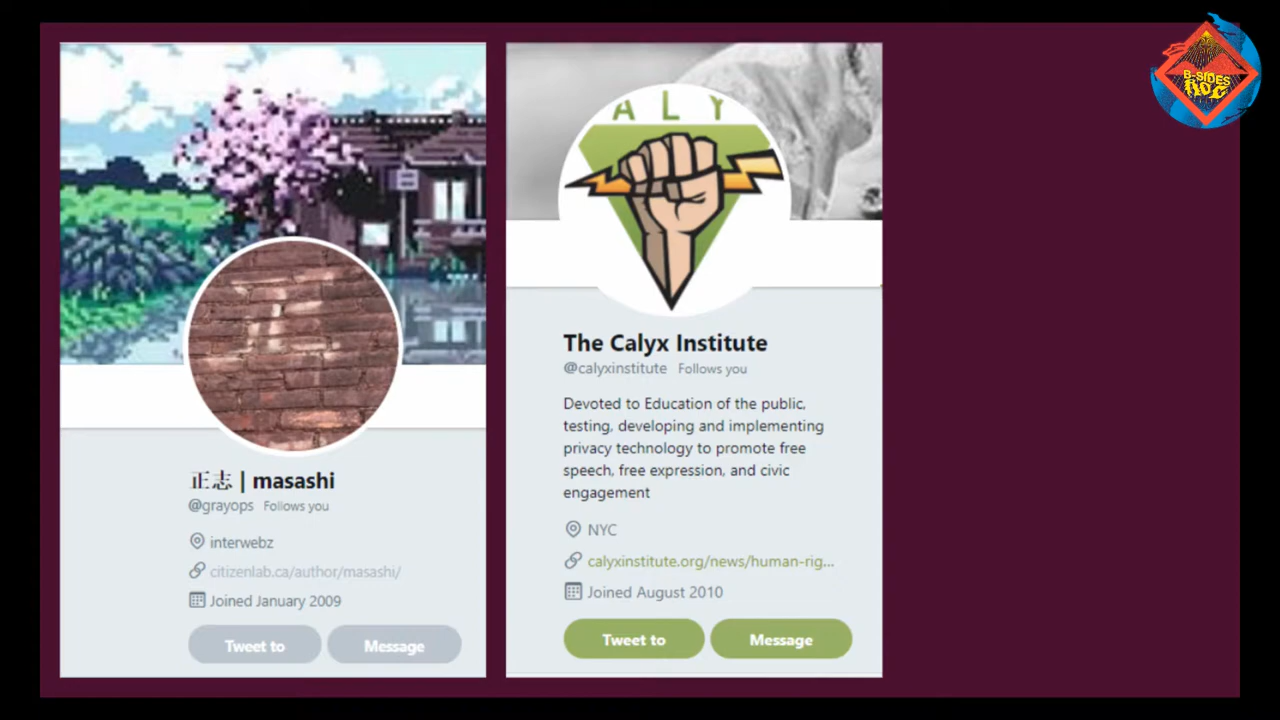 B-SIDES
ROC
正志 | masashi
@grayops Follows you
interwebz
citizenlab.ca/author/masashi/
Joined January 2009
Tweet to
Message
A L Y
The Calyx Institute
@calyxinstitute Follows you
Devoted to Education of the public,
testing, developing and implementing
privacy technology to promote free
speech, free expression, and civic
engagement
NYC
calyxinstitute.org/news/human-rig...
Joined August 2010
Tweet to
Message